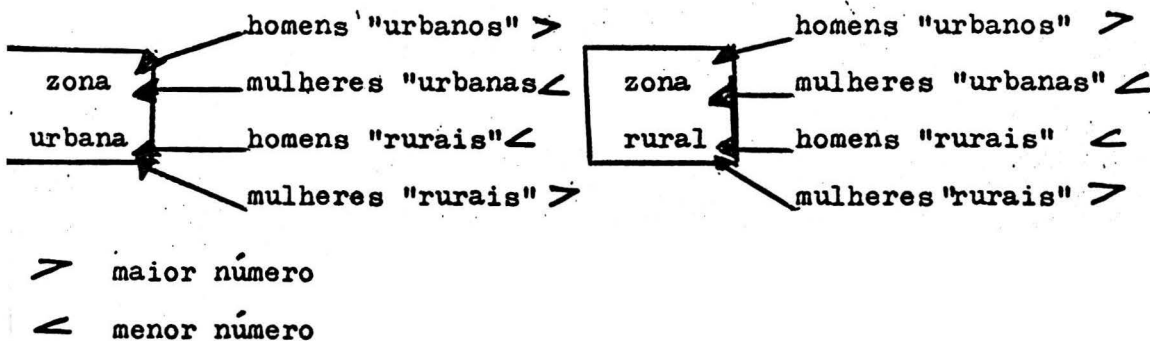 homens "urbanos" > homens "urbanos" >
zona mulheres "urbanas < zona mulheres "urbanas" <
urbana homens "rurais" < rural homens "rurais" <
mulheres "rurais" > mulheres "rurais" >
> maior número
< menor número